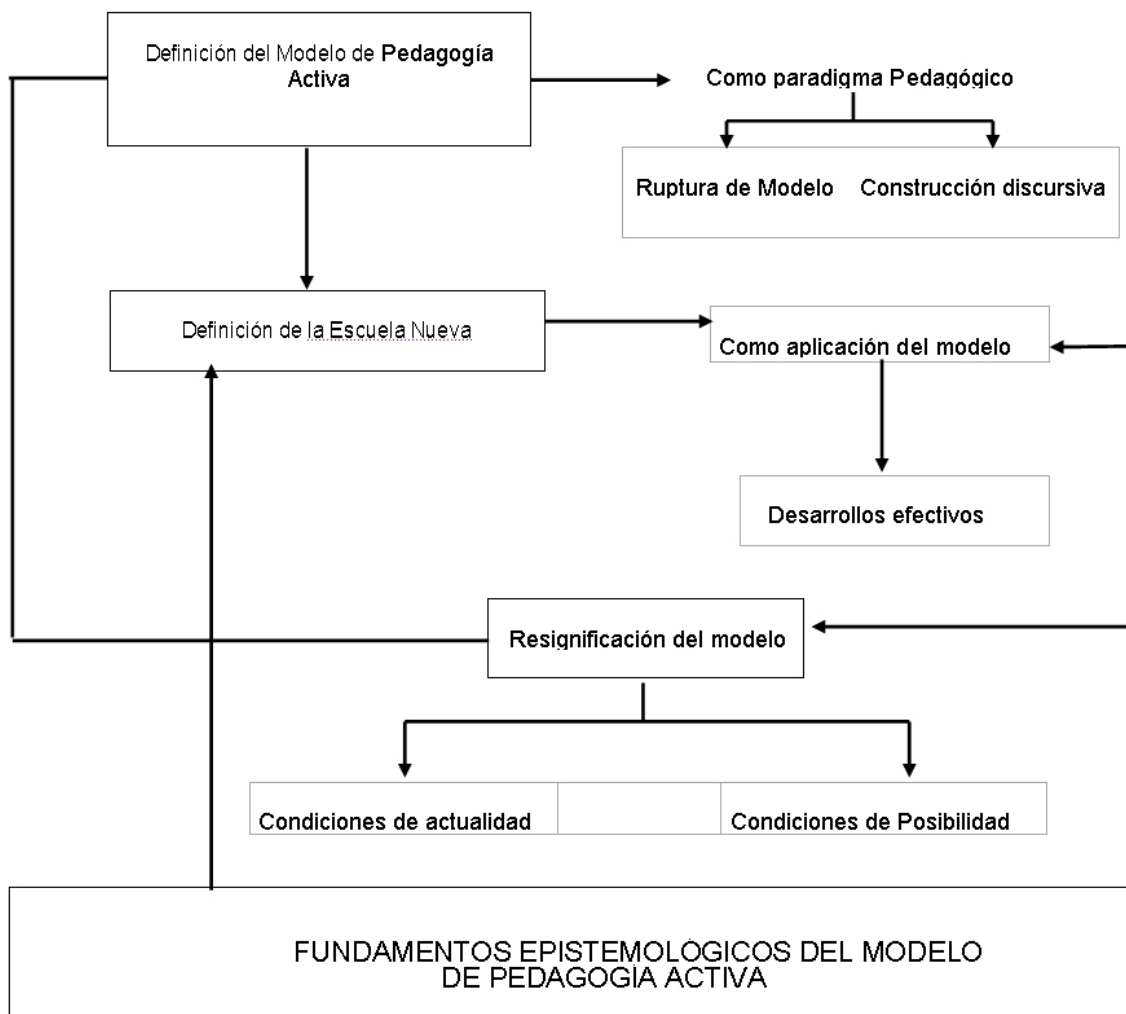 Definición del Modelo de Pedagogía
Activa
Como paradigma Pedagógico
Ruptura de Modelo Construcción discursiva
Definición de la Escuela Nueva
Como aplicación del modelo
Desarrollos efectivos
Resignificación del modelo
Condiciones de actualidad Condiciones de Posibilidad
FUNDAMENTOS EPISTEMOLÓGICOS DEL MODELO
DE PEDAGOGÍA ACTIVA